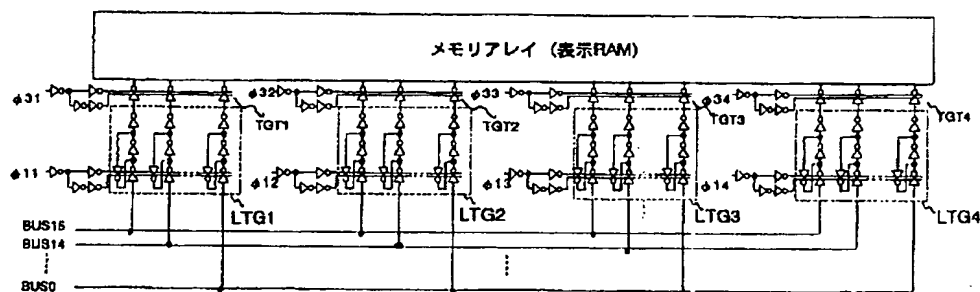 メモリアレイ (表示RAM)
φ31
φ32
φ33
φ34
TGT1
TGT2
TGT3
TGT4
φ11
φ12
φ13
φ14
LTG1
LTG2
LTG3
LTG4
BUS15
BUS14
BUS0